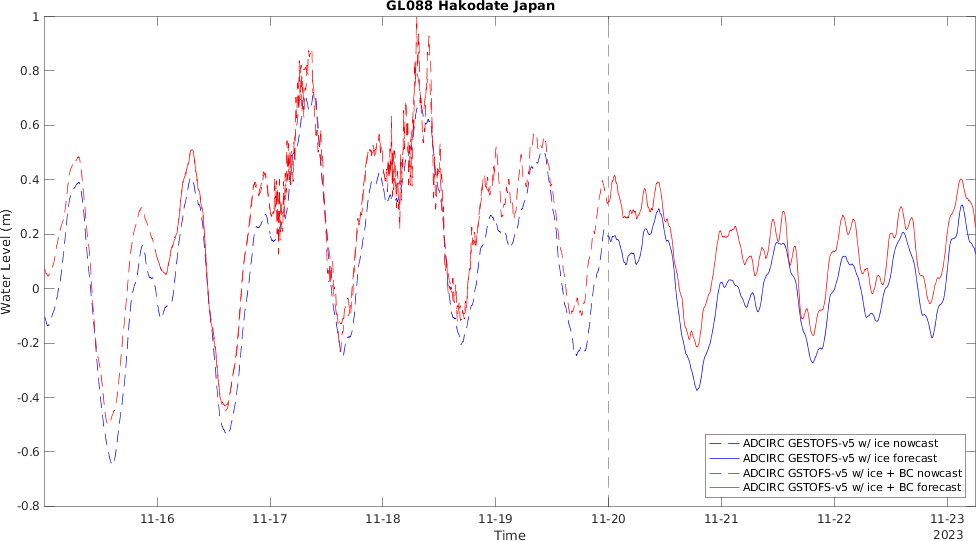 GL088 Hakodate Japan
Water Level (m)
1
0.8
0.6
0.4
0.2
0
-0.2
-0.4
-0.6
-0.8
ADCIRC GESTOFS-v5 w/ ice nowcast
ADCIRC GESTOFS-v5 w/ ice forecast
ADCIRC GSTOFS-v5 w/ ice + BC nowcast
ADCIRC GSTOFS-v5 w/ ice + BC forecast
11-16 11-17 11-18 11-19 11-20 11-21 11-22 11-23
2023
Time